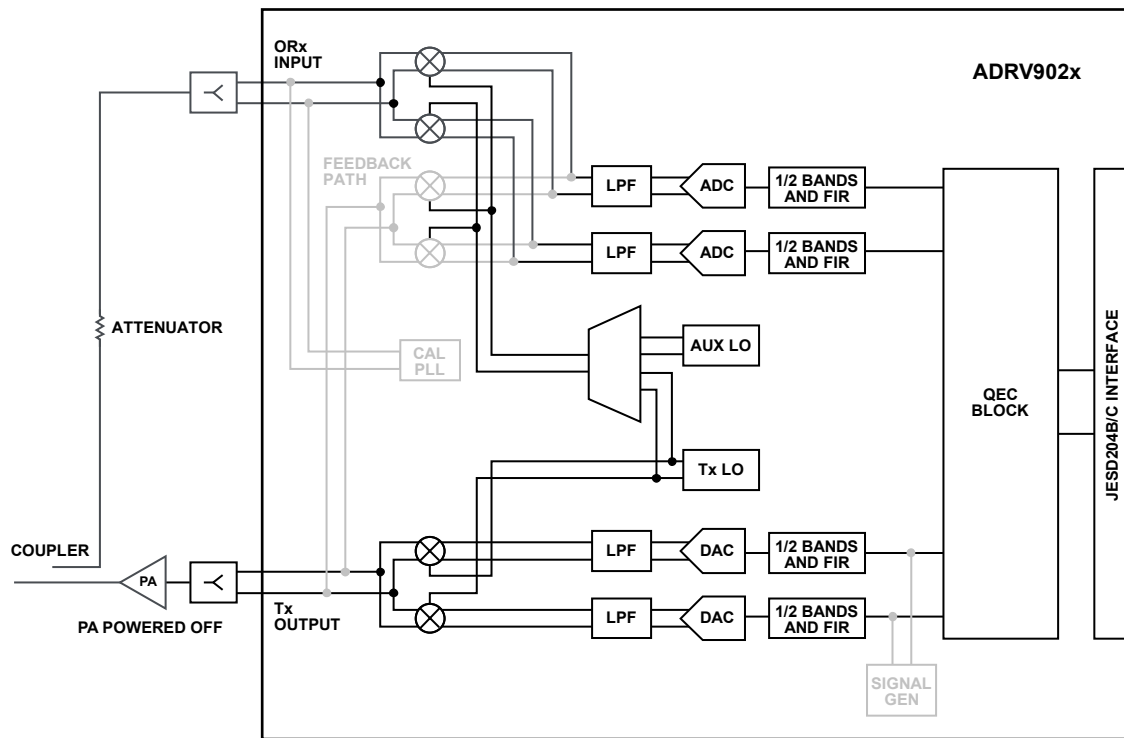 ORx
INPUT
ADRV902x
FEEDBACK
PATH
LPF
ADC
1/2 BANDS
AND FIR
LPF
ADC
1/2 BANDS
AND FIR
ATTENUATOR
CAL
PLL
AUX LO
QEC
BLOCK
JESD204B/C INTERFACE
Tx LO
COUPLER
PA
PA POWERED OFF
Tx
OUTPUT
LPF
DAC
1/2 BANDS
AND FIR
LPF
DAC
1/2 BANDS
AND FIR
SIGNAL
GEN